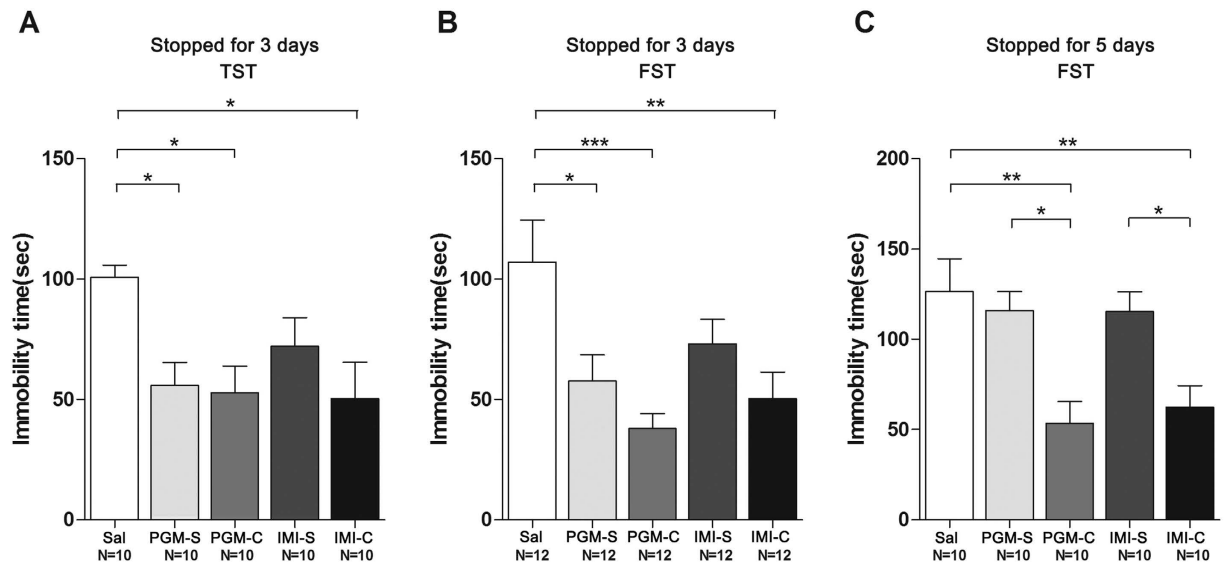 A
Stopped for 3 days
TST
*
*
*
Immobility time(sec)
150
100
50
0
Sal PGM-S PGM-C IMI-S IMI-C
N=10 N=10 N=10 N=10 N=10
B
Stopped for 3 days
FST
**
***
*
Immobility time(sec)
150
100
50
0
Sal PGM-S PGM-C IMI-S IMI-C
N=12 N=12 N=12 N=12 N=12
C
Stopped for 5 days
FST
**
**
* *
Immobility time(sec)
200
150
100
50
0
Sal PGM-S PGM-C IMI-S IMI-C
N=10 N=10 N=10 N=10 N=10